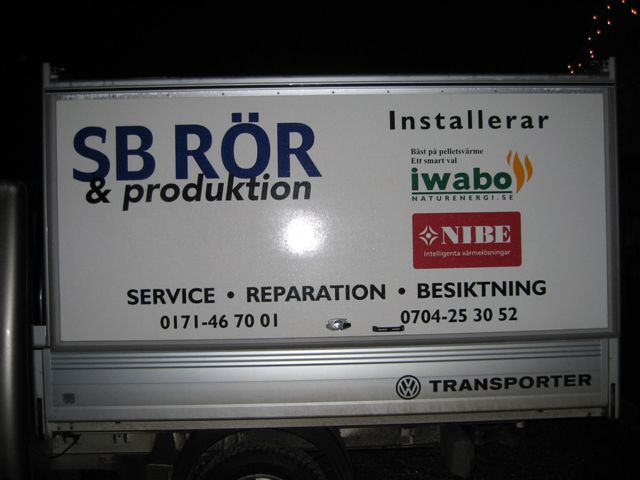 SB RÖR
& produktion
Installerar
Bäst på pelletsvärme
Ett smart val
iwabo
NATURENERGI.SE
NIBE
Intelligenta värmelösningar
SERVICE • REPARATION • BESIKTNING
0171-46 70 01 0704-25 30 52
TRANSPORTER